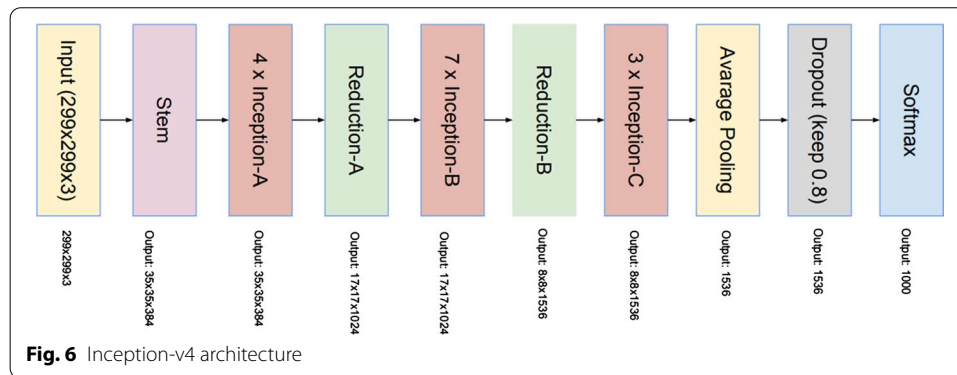 Input (299x299x3)
Stem
4 x Inception-A
Reduction-A
7 x Inception-B
Reduction-B
3 x Inception-C
Avarage Pooling
Dropout (keep 0.8)
Softmax
299x299x3
Output: 35x35x384
Output: 35x35x384
Output: 17x17x1024
Output: 17x17x1024
Output: 8x8x1536
Output: 8x8x1536
Output: 1536
Output: 1536
Output: 1000
Fig. 6 Inception-v4 architecture